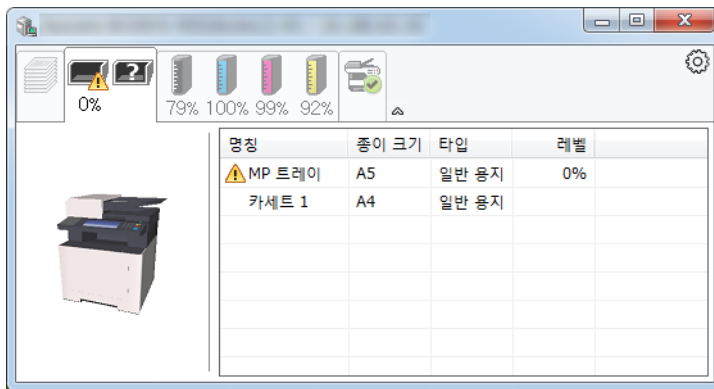 0%
79% 100% 99% 92%
명칭 종이 크기 타입 레벨
MP 트레이 A5 일반 용지 0%
카세트 1 A4 일반 용지